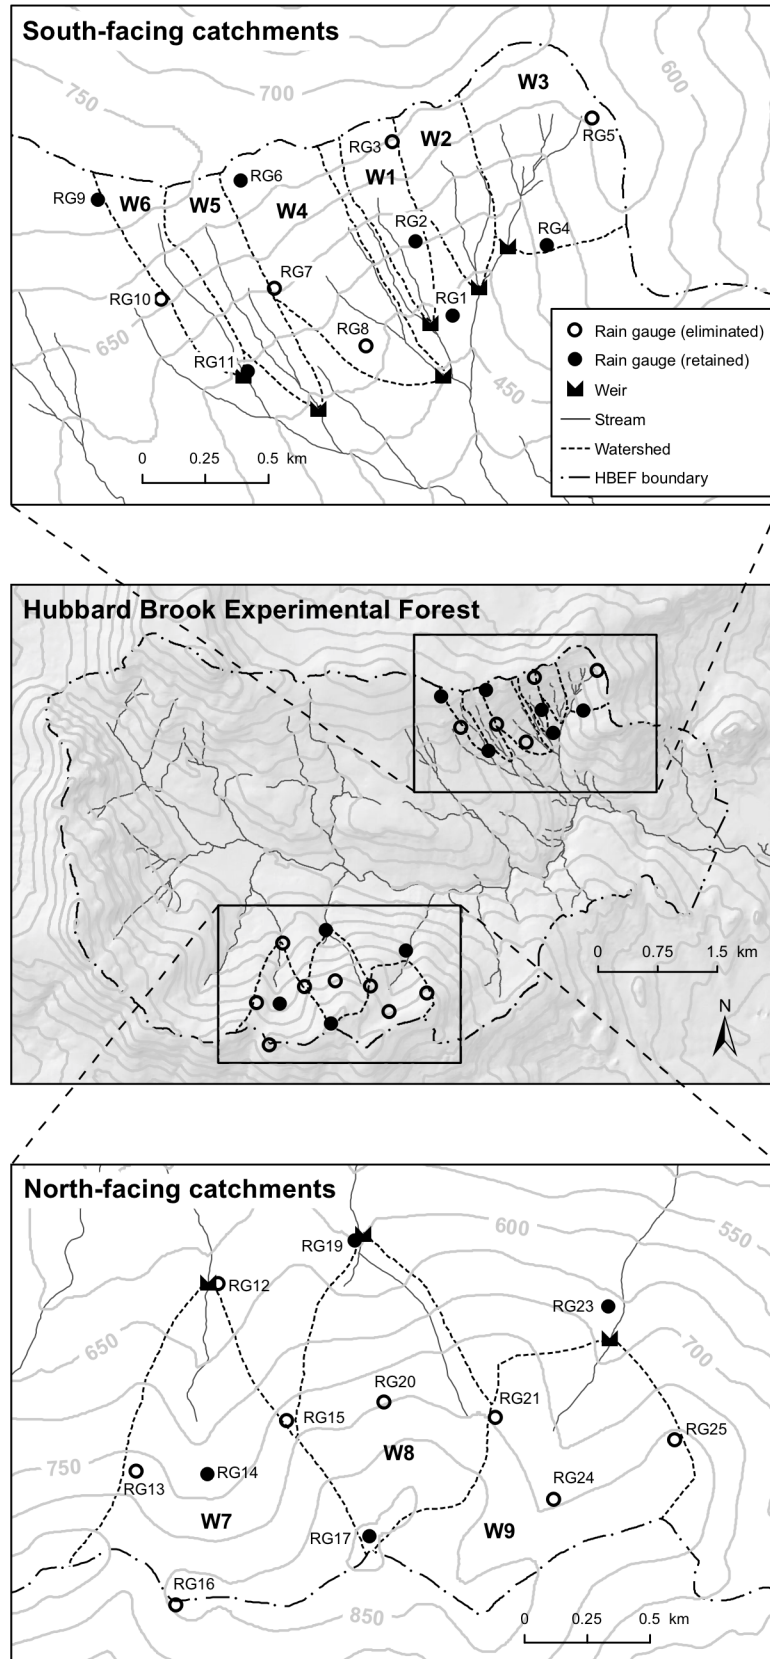 South-facing catchments
750
700
600
W3
RG3
W2
RG5
W1
RG9
W6
W5
RG6
W4
RG2
RG4
RG7
RG10
RG1
650
RG8
RG11
450
Rain gauge (eliminated)
Rain gauge (retained)
Weir
Stream
Watershed
HBEF boundary
0 0.25 0.5 km
Hubbard Brook Experimental Forest
0 0.75 1.5 km
N
North-facing catchments
600
550
RG19
RG12
RG23
650
700
RG20
RG21
RG15
RG25
W8
750
RG14
RG13
RG24
W7
RG17
W9
RG16
850
0 0.25 0.5 km